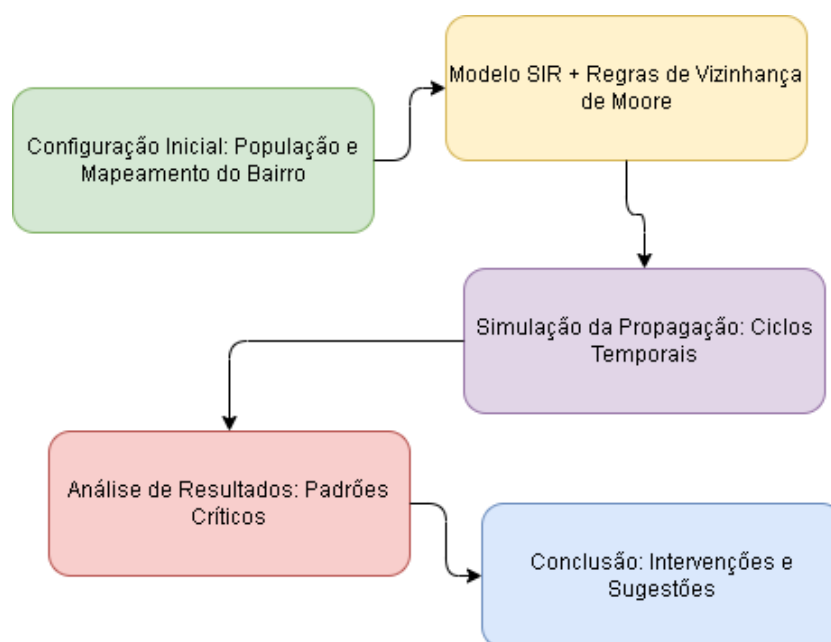 Configuração Inicial: População e
Mapeamento do Bairro
Modelo SIR + Regras de Vizinhança
de Moore
Simulação da Propagação: Ciclos
Temporais
Análise de Resultados: Padrões
Críticos
Conclusão: Intervenções e
Sugestões